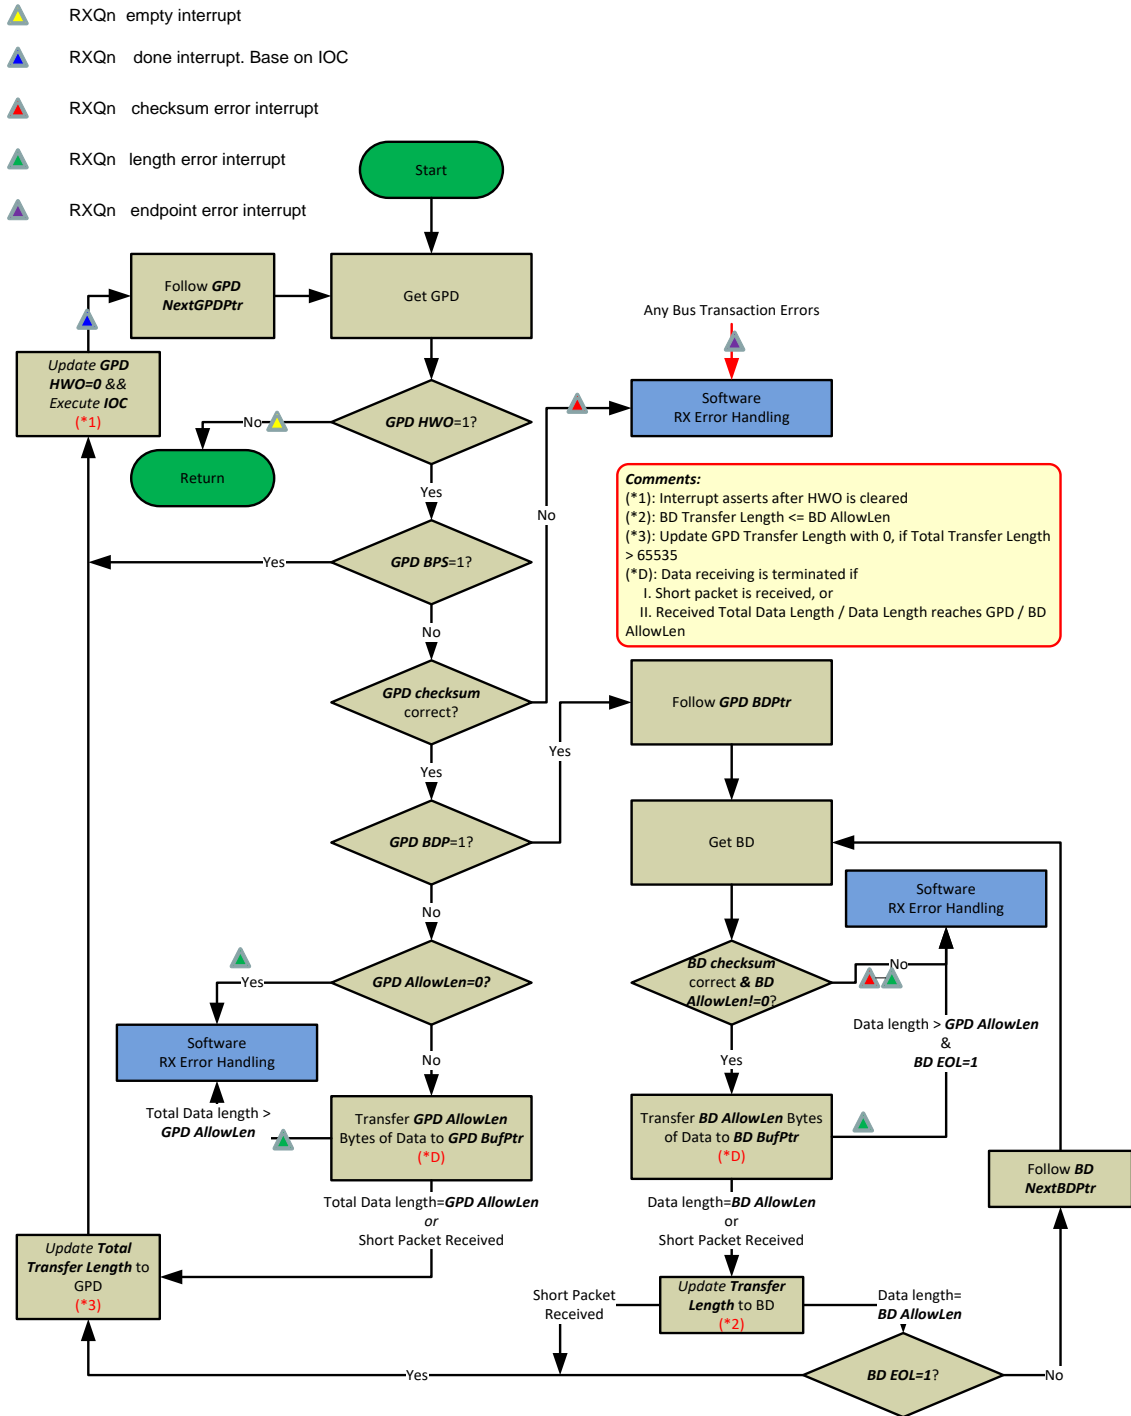 RXQn empty interrupt
RXQn done interrupt. Base on IOC
RXQn checksum error interrupt
RXQn length error interrupt
RXQn endpoint error interrupt
Start
Follow GPD
NextGPDPtr
Get GPD
Any Bus Transaction Errors
Update GPD
HWO=0 &&
Execute IOC
(*1)
Software
RX Error Handling
No
GPD HWO=1?
Return
Yes
No
Comments:
(*1): Interrupt asserts after HWO is cleared
(*2): BD Transfer Length <= BD AllowLen
(*3): Update GPD Transfer Length with 0, if Total Transfer Length
> 65535
(*D): Data receiving is terminated if
I. Short packet is received, or
II. Received Total Data Length / Data Length reaches GPD / BD
AllowLen
Yes
GPD BPS=1?
No
GPD checksum
correct?
Follow GPD BDPtr
Yes
Yes
GPD BDP=1?
Get BD
No
Software
RX Error Handling
Yes
GPD AllowLen=0?
BD checksum
correct & BD
AllowLen!=0?
No
Software
RX Error Handling
No
Yes
Data length > GPD AllowLen
&
BD EOL=1
Total Data length >
GPD AllowLen
Transfer GPD AllowLen
Bytes of Data to GPD BufPtr
(*D)
Transfer BD AllowLen Bytes
of Data to BD BufPtr
(*D)
Follow BD
NextBDPtr
Total Data length=GPD AllowLen
or
Short Packet Received
Data length=BD AllowLen
or
Short Packet Received
Update Total
Transfer Length to
GPD
(*3)
Short Packet
Received
Update Transfer
Length to BD
(*2)
Data length=
BD AllowLen
Yes
BD EOL=1?
No